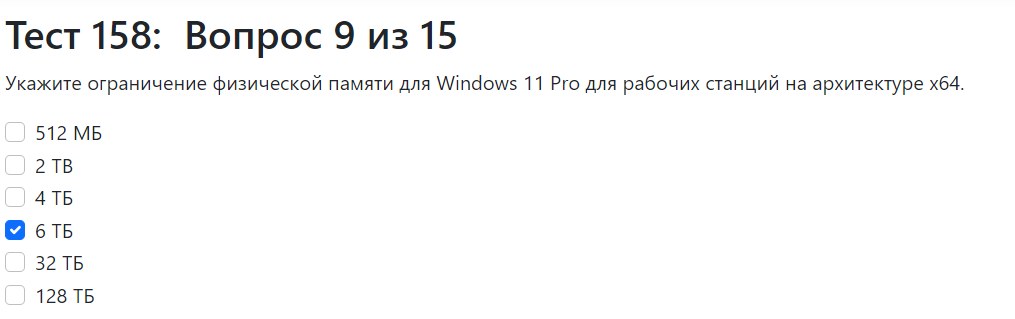 Тест 158: Вопрос 9 из 15
Укажите ограничение физической памяти для Windows 11 Pro для рабочих станций на архитектуре x64.
512 МБ
2 ТВ
4 ТБ
6 ТБ
32 ТБ
128 ТБ